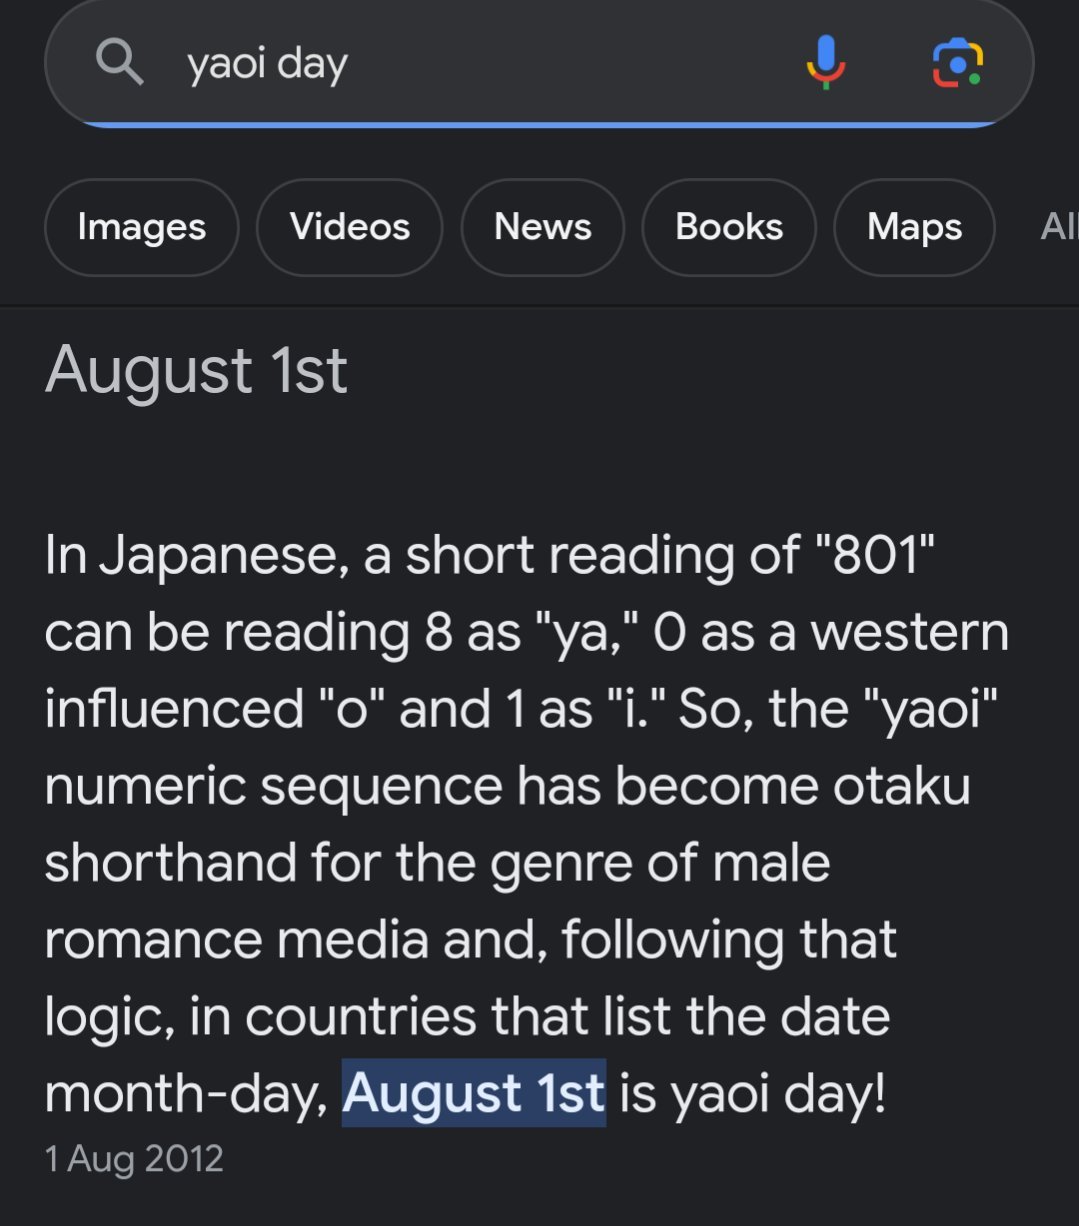 yaoi day
Images Videos News Books Maps All
August 1st
In Japanese, a short reading of "801"
can be reading 8 as "ya," 0 as a western
influenced "o" and 1 as "i." So, the "yaoi"
numeric sequence has become otaku
shorthand for the genre of male
romance media and, following that
logic, in countries that list the date
month-day, August 1st is yaoi day!
1 Aug 2012